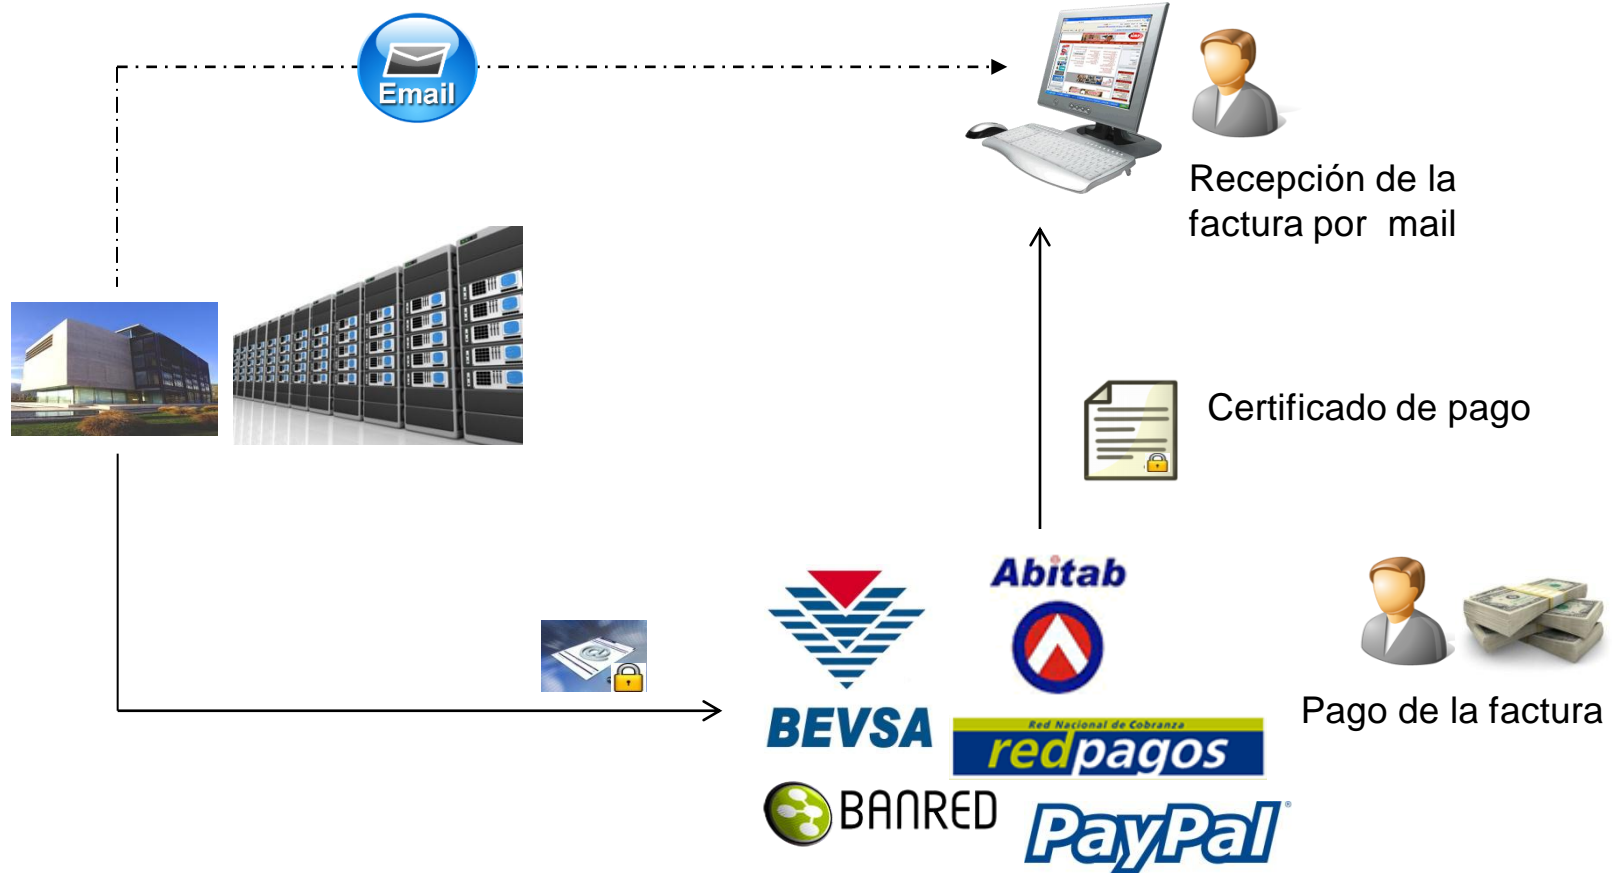 Email
Recepción de la
factura por mail
Certificado de pago
Abitab
BEVSA
Red Nacional de Cobranza
redpagos
Pago de la factura
BANRED
PayPal®